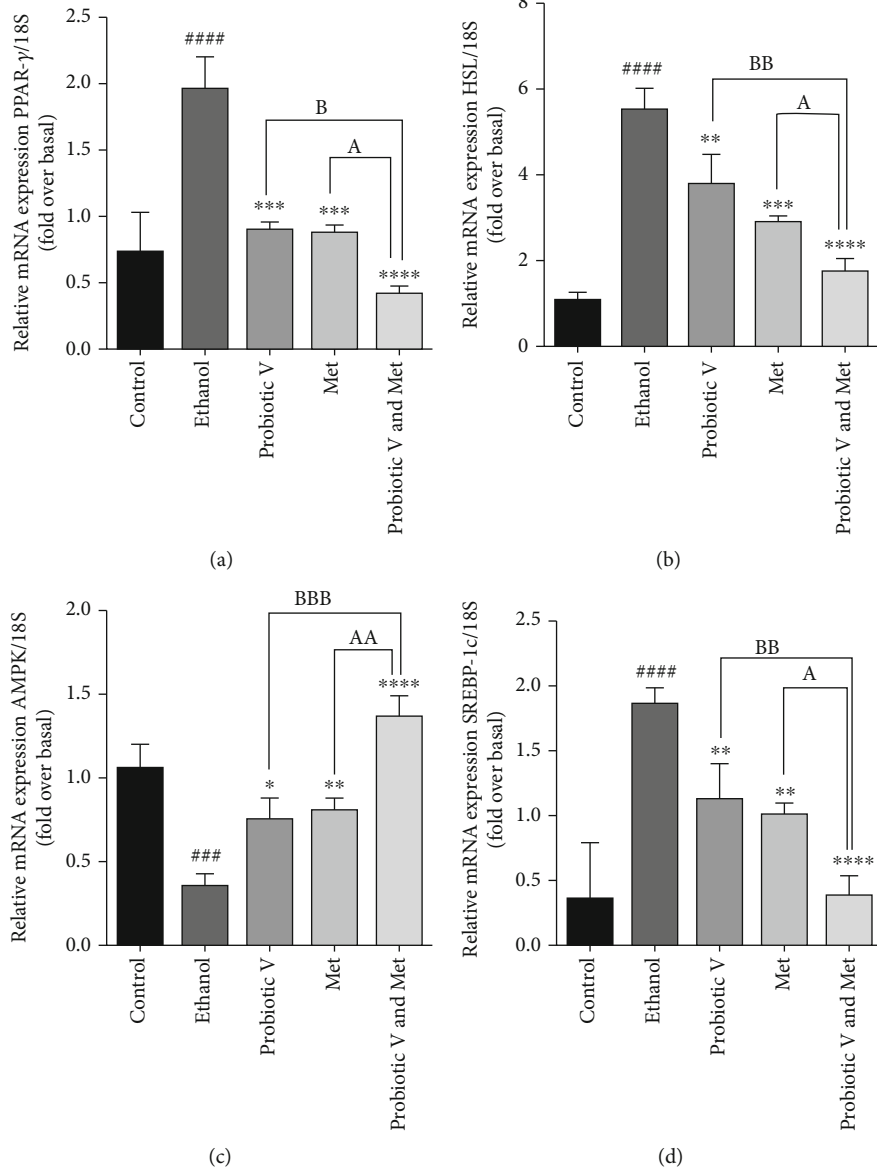 Relative mRNA expression PPAR-γ/18S
(fold over basal)
2.5
2.0
1.5
1.0
0.5
0.0
####
***
***
****
B
A
Control
Ethanol
Probiotic V
Met
Probiotic V and Met
(a)
Relative mRNA expression HSL/18S
(fold over basal)
8
6
4
2
0
####
**
***
****
BB
A
Control
Ethanol
Probiotic V
Met
Probiotic V and Met
(b)
Relative mRNA expression AMPK/18S
(fold over basal)
2.0
1.5
1.0
0.5
0.0
###
*
**
****
BBB
AA
Control
Ethanol
Probiotic V
Met
Probiotic V and Met
(c)
Relative mRNA expression SREBP-1c/18S
(fold over basal)
2.5
2.0
1.5
1.0
0.5
0.0
####
**
**
****
BB
A
Control
Ethanol
Probiotic V
Met
Probiotic V and Met
(d)